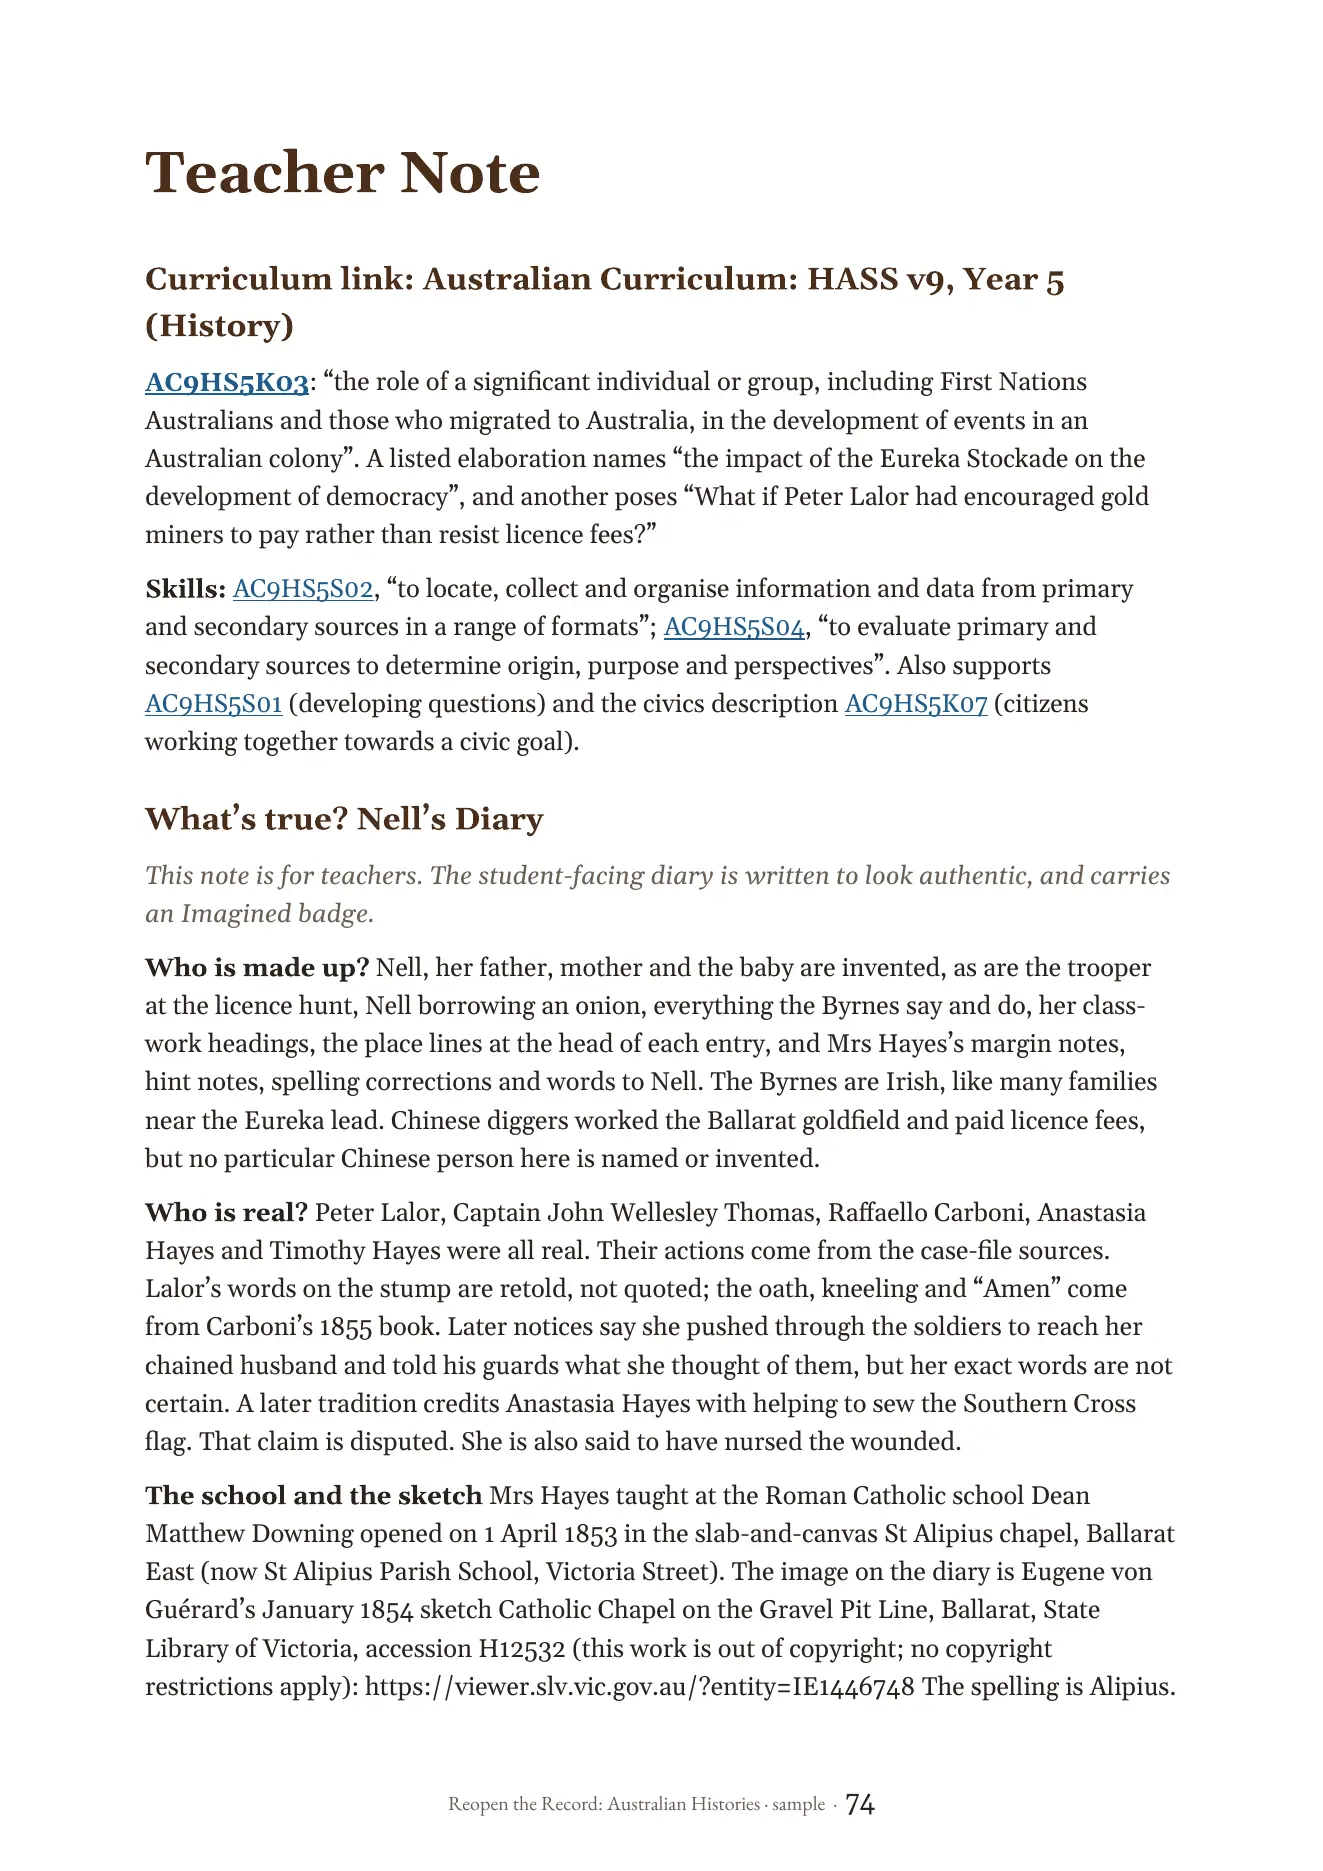 Teacher Note
Curriculum link: Australian Curriculum: HASS v9, Year 5
(History)
AC9HS5K03: “the role of a significant individual or group, including First Nations
Australians and those who migrated to Australia, in the development of events in an
Australian colony”. A listed elaboration names “the impact of the Eureka Stockade on the
development of democracy”, and another poses “What if Peter Lalor had encouraged gold
miners to pay rather than resist licence fees?”
Skills: AC9HS5S02, “to locate, collect and organise information and data from primary
and secondary sources in a range of formats”; AC9HS5S04, “to evaluate primary and
secondary sources to determine origin, purpose and perspectives”. Also supports
AC9HS5S01 (developing questions) and the civics description AC9HS5K07 (citizens
working together towards a civic goal).
What’s true? Nell’s Diary
This note is for teachers. The student-facing diary is written to look authentic, and carries
an Imagined badge.
Who is made up? Nell, her father, mother and the baby are invented, as are the trooper
at the licence hunt, Nell borrowing an onion, everything the Byrnes say and do, her class-
work headings, the place lines at the head of each entry, and Mrs Hayes’s margin notes,
hint notes, spelling corrections and words to Nell. The Byrnes are Irish, like many families
near the Eureka lead. Chinese diggers worked the Ballarat goldfield and paid licence fees,
but no particular Chinese person here is named or invented.
Who is real? Peter Lalor, Captain John Wellesley Thomas, Raffaello Carboni, Anastasia
Hayes and Timothy Hayes were all real. Their actions come from the case-file sources.
Lalor’s words on the stump are retold, not quoted; the oath, kneeling and “Amen” come
from Carboni’s 1855 book. Later notices say she pushed through the soldiers to reach her
chained husband and told his guards what she thought of them, but her exact words are not
certain. A later tradition credits Anastasia Hayes with helping to sew the Southern Cross
flag. That claim is disputed. She is also said to have nursed the wounded.
The school and the sketch Mrs Hayes taught at the Roman Catholic school Dean
Matthew Downing opened on 1 April 1853 in the slab-and-canvas St Alipius chapel, Ballarat
East (now St Alipius Parish School, Victoria Street). The image on the diary is Eugene von
Guérard’s January 1854 sketch Catholic Chapel on the Gravel Pit Line, Ballarat, State
Library of Victoria, accession H12532 (this work is out of copyright; no copyright
restrictions apply): https://viewer.slv.vic.gov.au/?entity=IE1446748 The spelling is Alipius.
Reopen the Record: Australian Histories · sample · 74